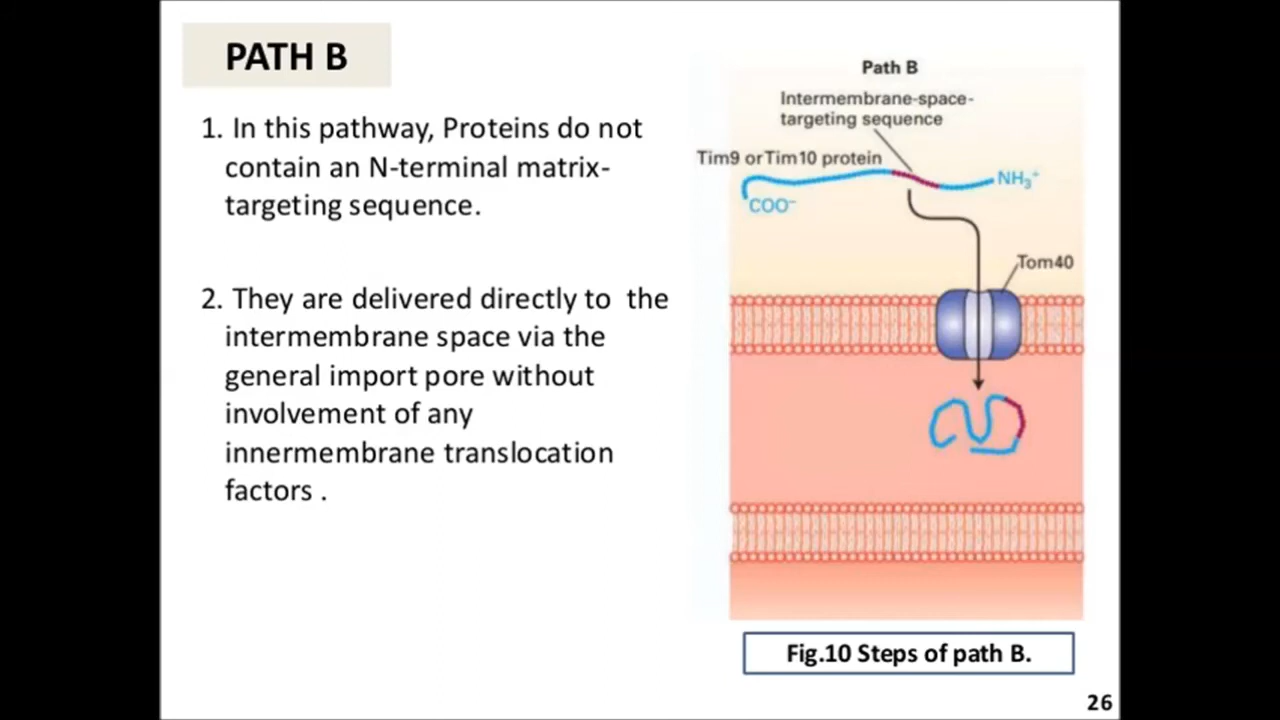 PATH B
1. In this pathway, Proteins do not
contain an N-terminal matrix-
targeting sequence.
2. They are delivered directly to the
intermembrane space via the
general import pore without
involvement of any
innermembrane translocation
factors .
Path B
Intermembrane-space-
targeting sequence
Tim9 or Tim10 protein
NH₃⁺
COO⁻
Tom40
Fig.10 Steps of path B.
26